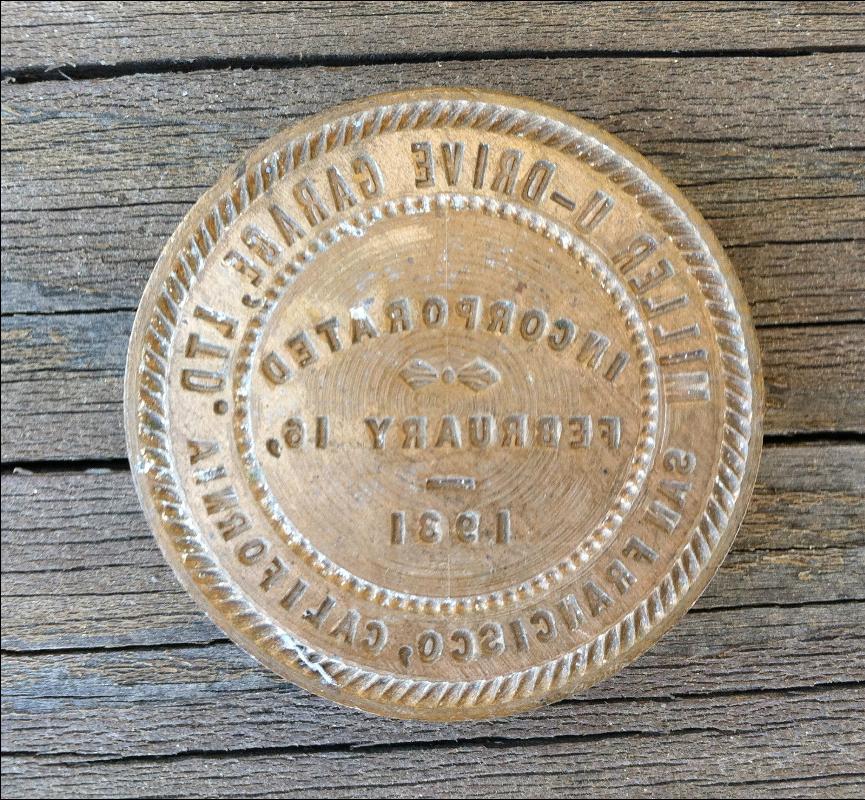 MILLER U-DRIVE GARAGE, LTD.
SAN FRANCISCO, CALIFORNIA
INCORPORATED
FEBRUARY 16,
1931